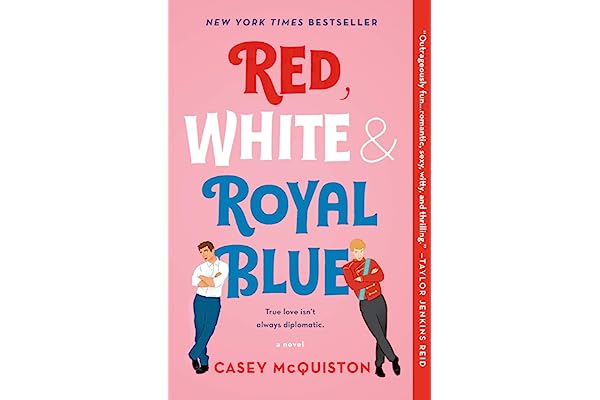 NEW YORK TIMES BESTSELLER
RED,
WHITE &
ROYAL
BLUE
True love isn't
always diplomatic.
a novel
CASEY McQUISTON
"Outrageously fun...romantic, sexy, witty, and thrilling." —TAYLOR JENKINS REID